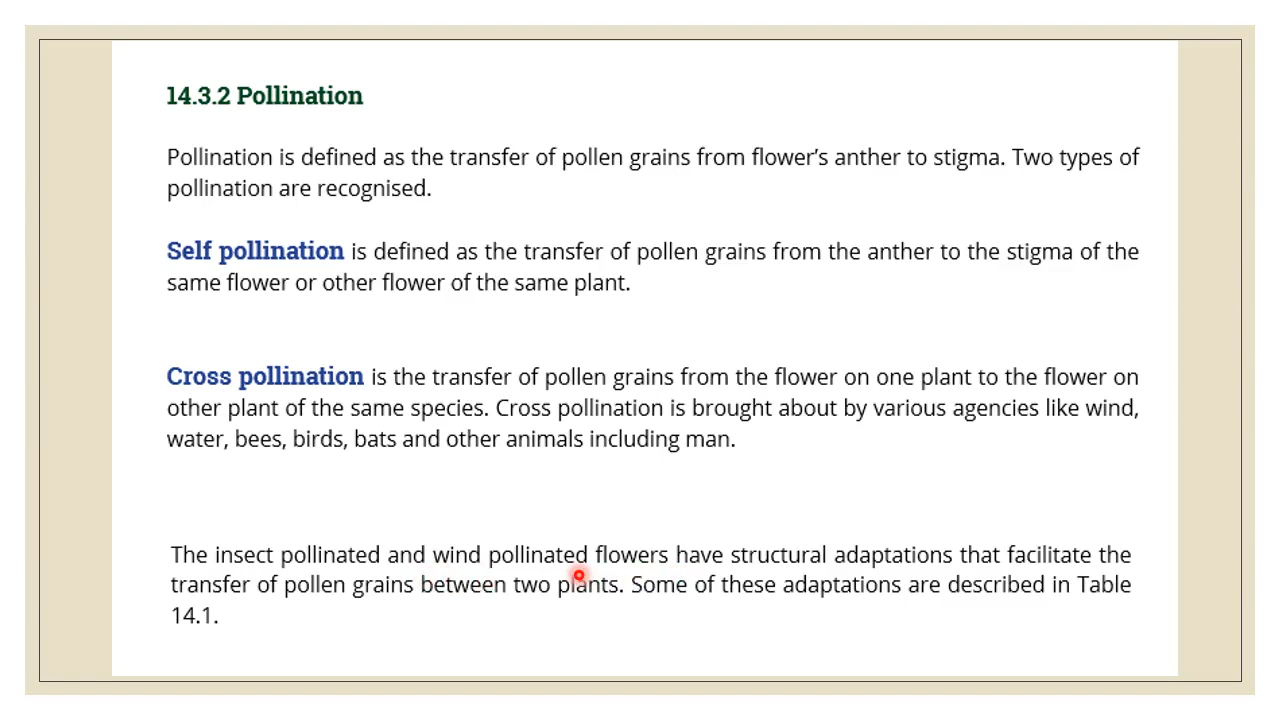 14.3.2 Pollination
Pollination is defined as the transfer of pollen grains from flower’s anther to stigma. Two types of
pollination are recognised.
Self pollination is defined as the transfer of pollen grains from the anther to the stigma of the
same flower or other flower of the same plant.
Cross pollination is the transfer of pollen grains from the flower on one plant to the flower on
other plant of the same species. Cross pollination is brought about by various agencies like wind,
water, bees, birds, bats and other animals including man.
The insect pollinated and wind pollinated flowers have structural adaptations that facilitate the
transfer of pollen grains between two plants. Some of these adaptations are described in Table
14.1.